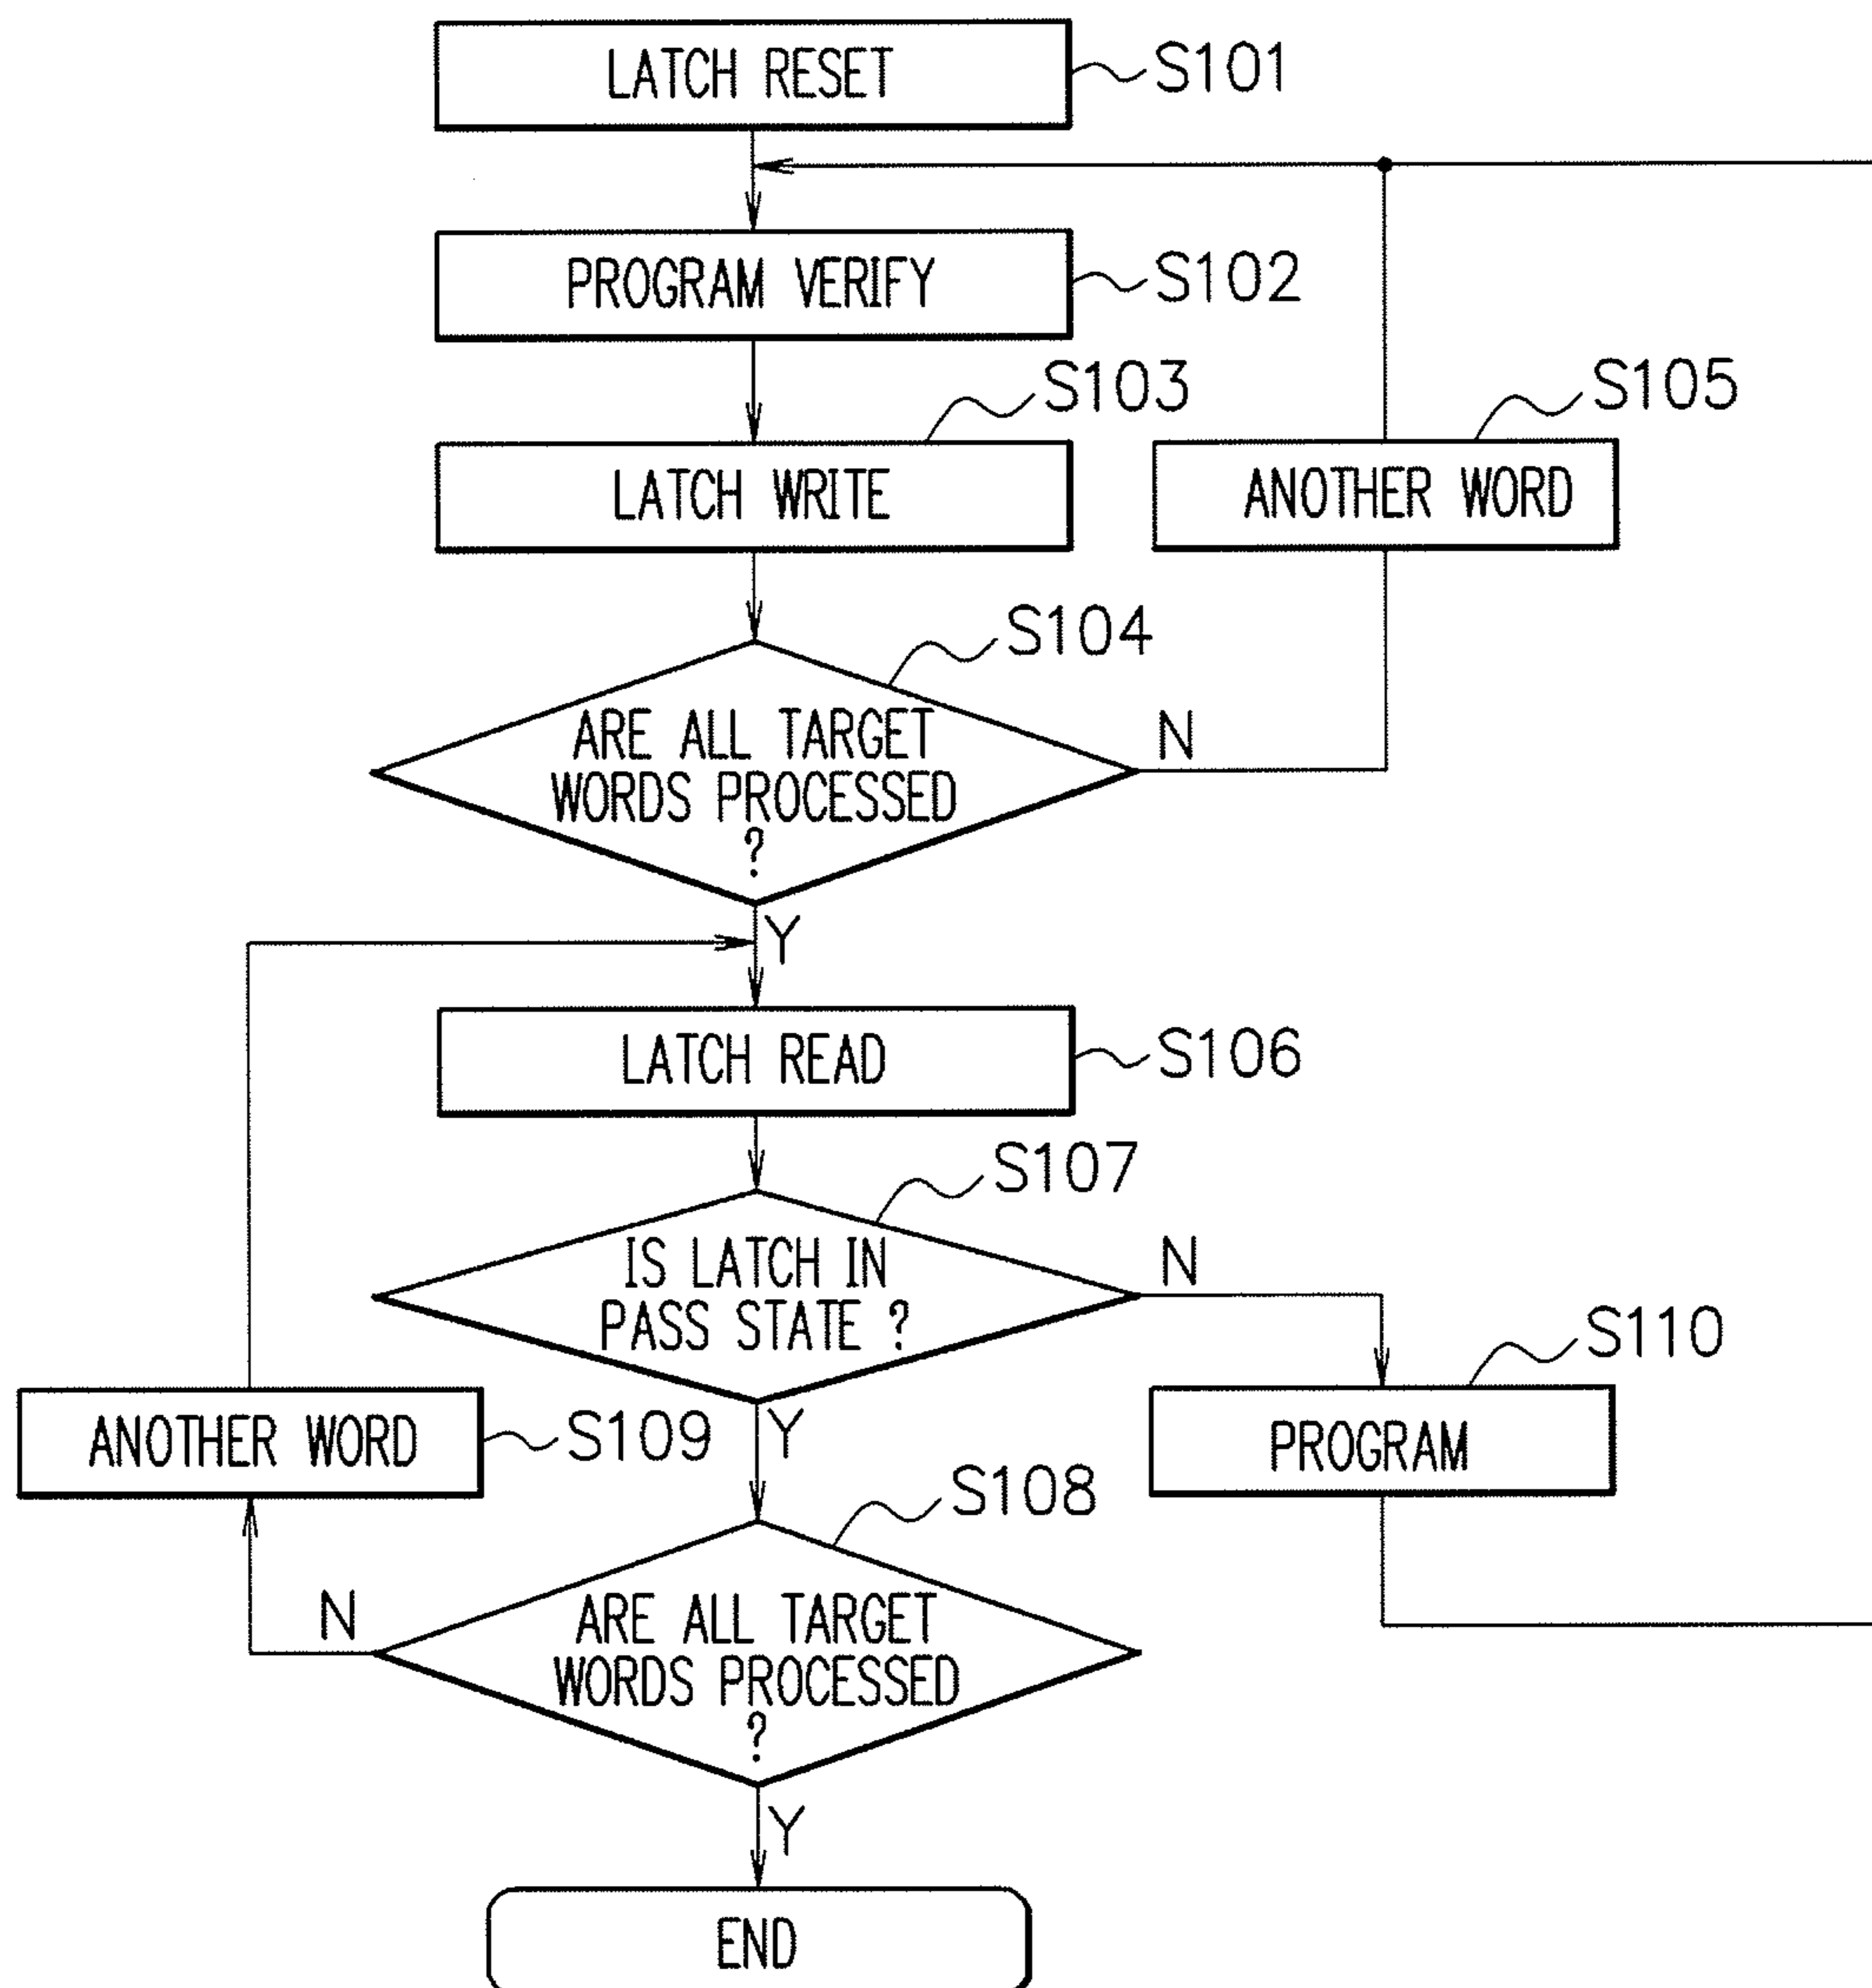 LATCH RESET
S101
PROGRAM VERIFY
S102
S103
LATCH WRITE
S105
ANOTHER WORD
S104
ARE ALL TARGET
WORDS PROCESSED
?
N
Y
LATCH READ
S106
S107
IS LATCH IN
PASS STATE ?
N
Y
S110
PROGRAM
ANOTHER WORD
S109
S108
ARE ALL TARGET
WORDS PROCESSED
?
N
Y
END